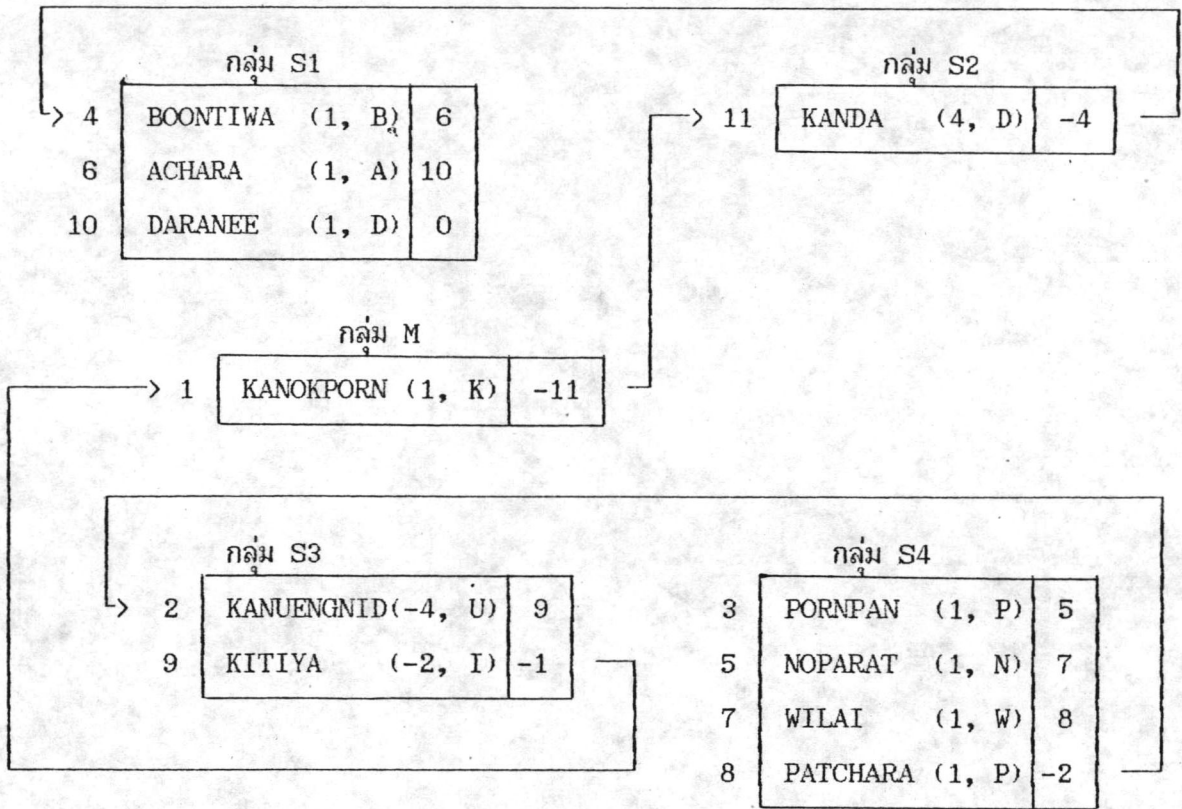 กลุ่ม S1
4 BOONTIWA (1, B) 6
6 ACHARA (1, A) 10
10 DARANEE (1, D) 0
กลุ่ม S2
11 KANDA (4, D) -4
กลุ่ม M
1 KANOKPORN (1, K) -11
กลุ่ม S3
2 KANUENGNID(-4, U) 9
9 KITIYA (-2, I) -1
กลุ่ม S4
3 PORNPAN (1, P) 5
5 NOPARAT (1, N) 7
7 WILAI (1, W) 8
8 PATCHARA (1, P) -2